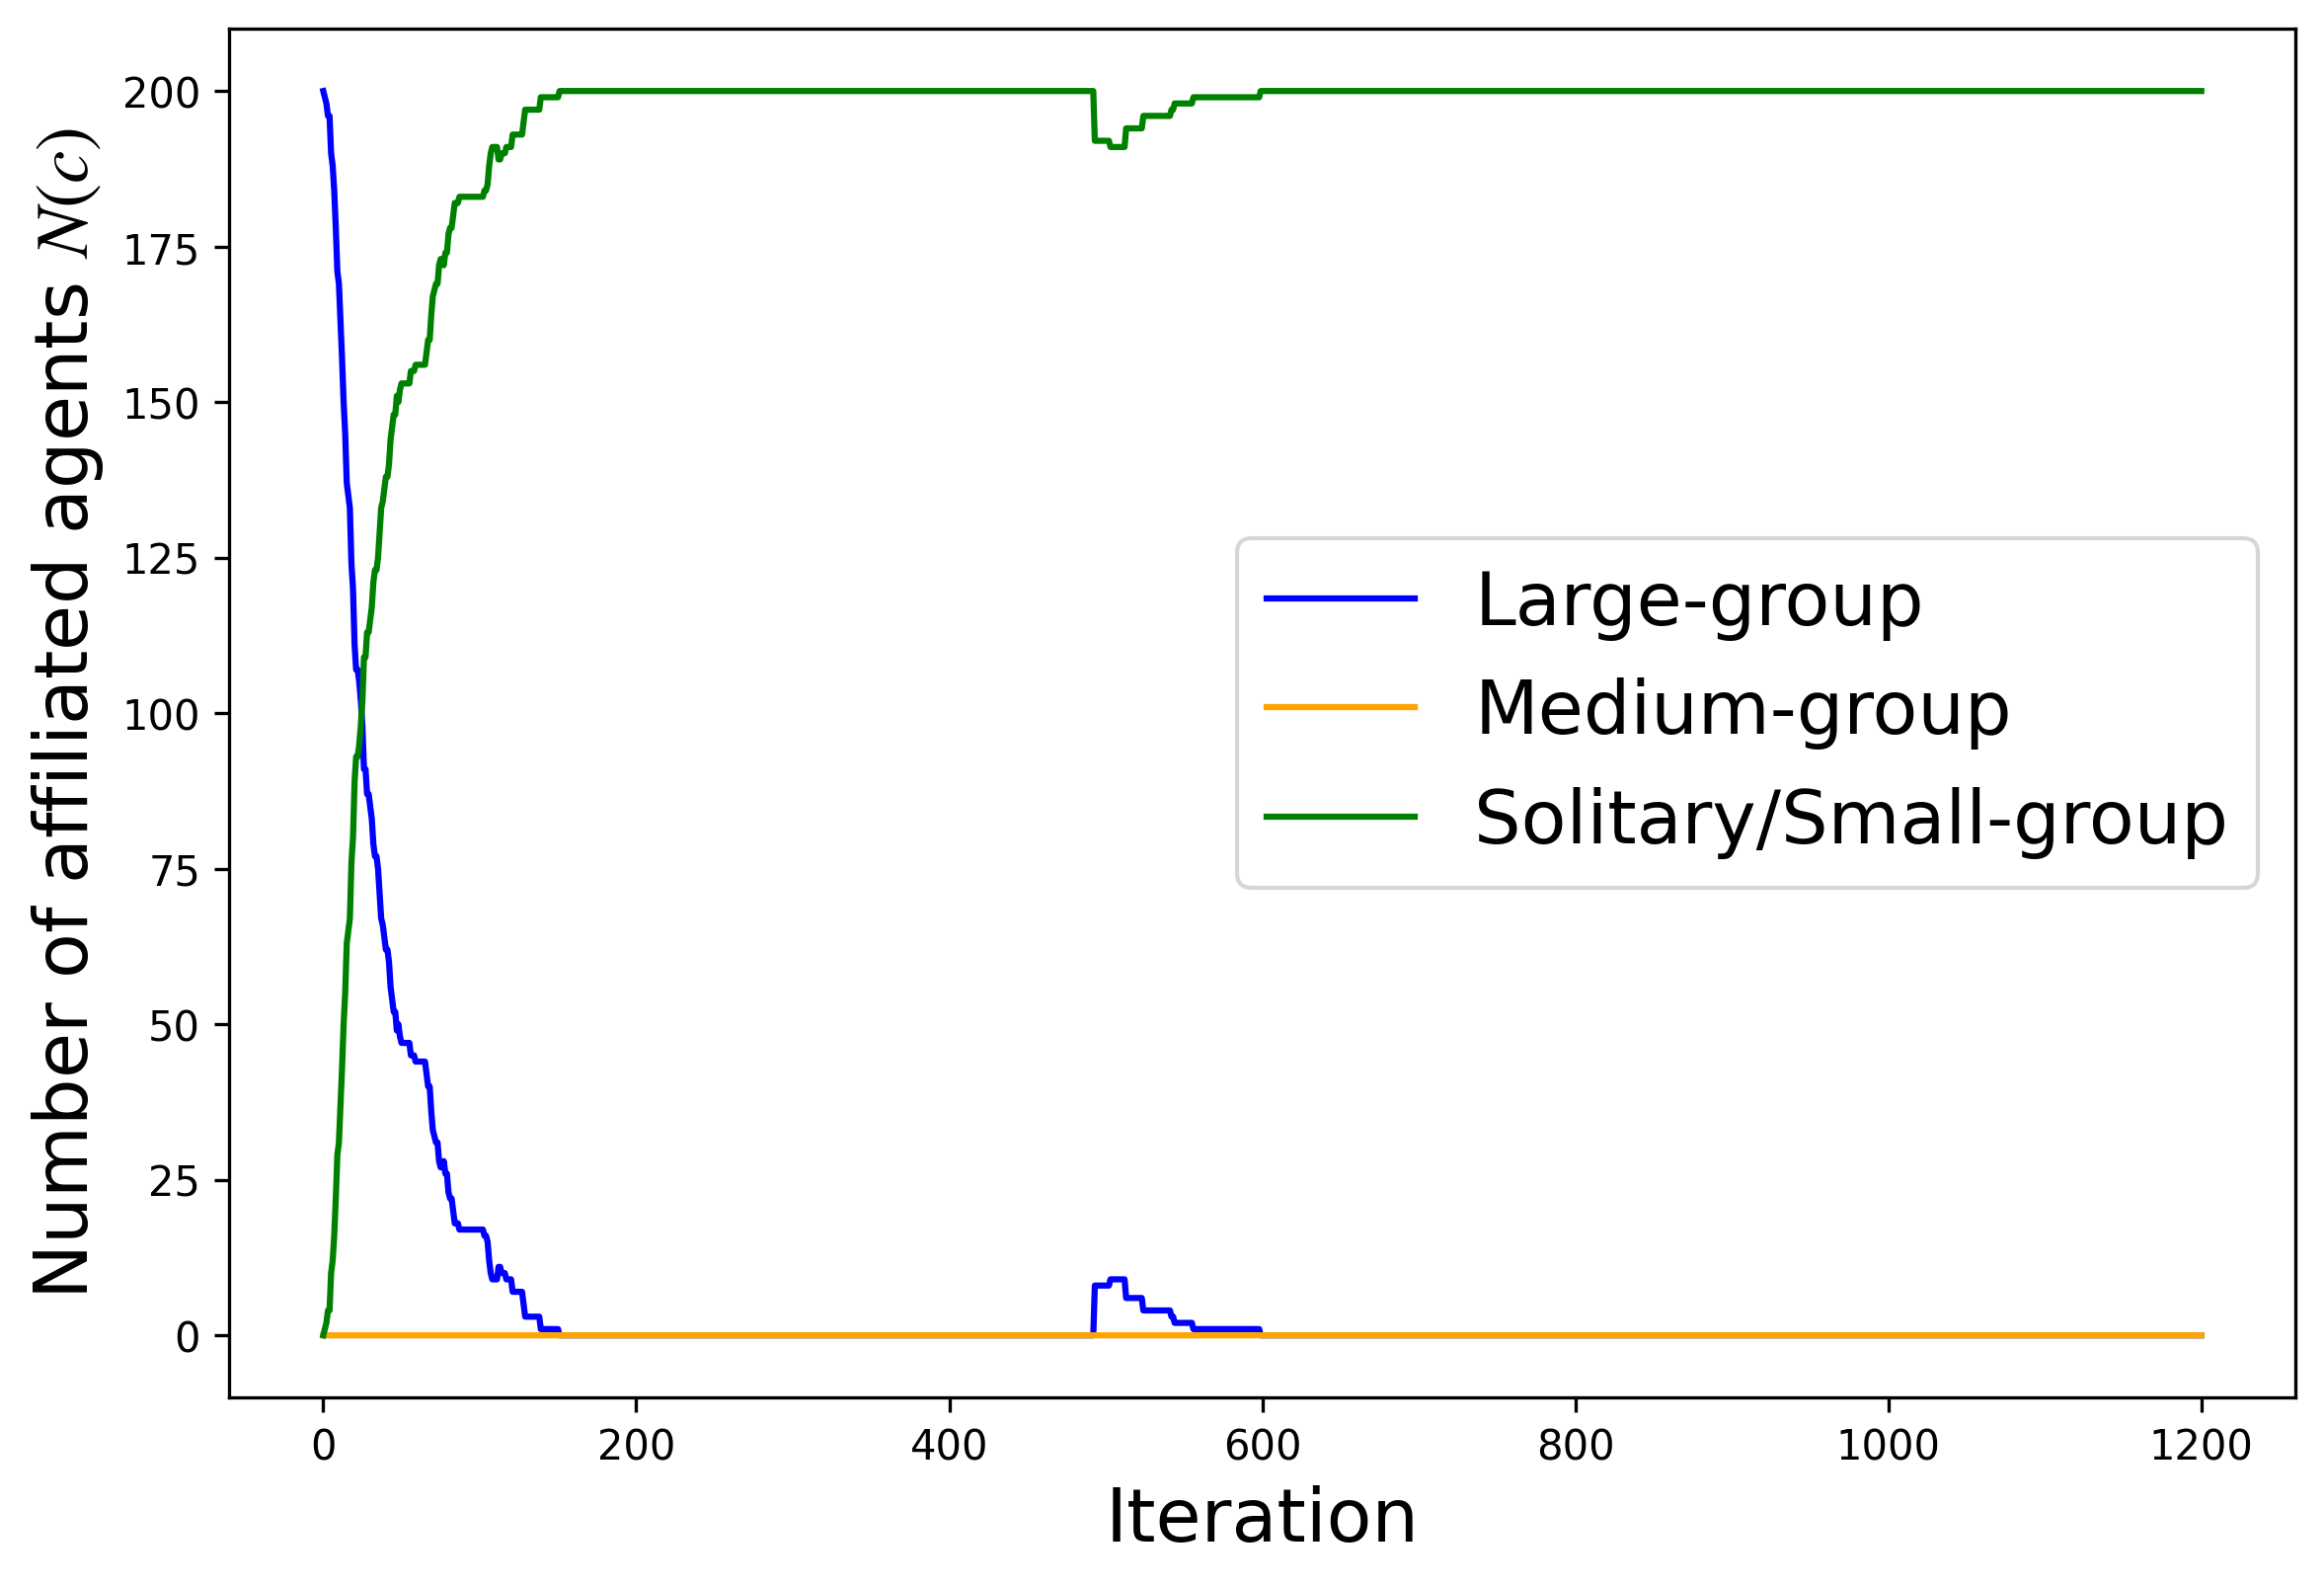 Number of affiliated agents N(c)
200
175
150
125
100
75
50
25
0
Large-group
Medium-group
Solitary/Small-group
0 200 400 600 800 1000 1200
Iteration